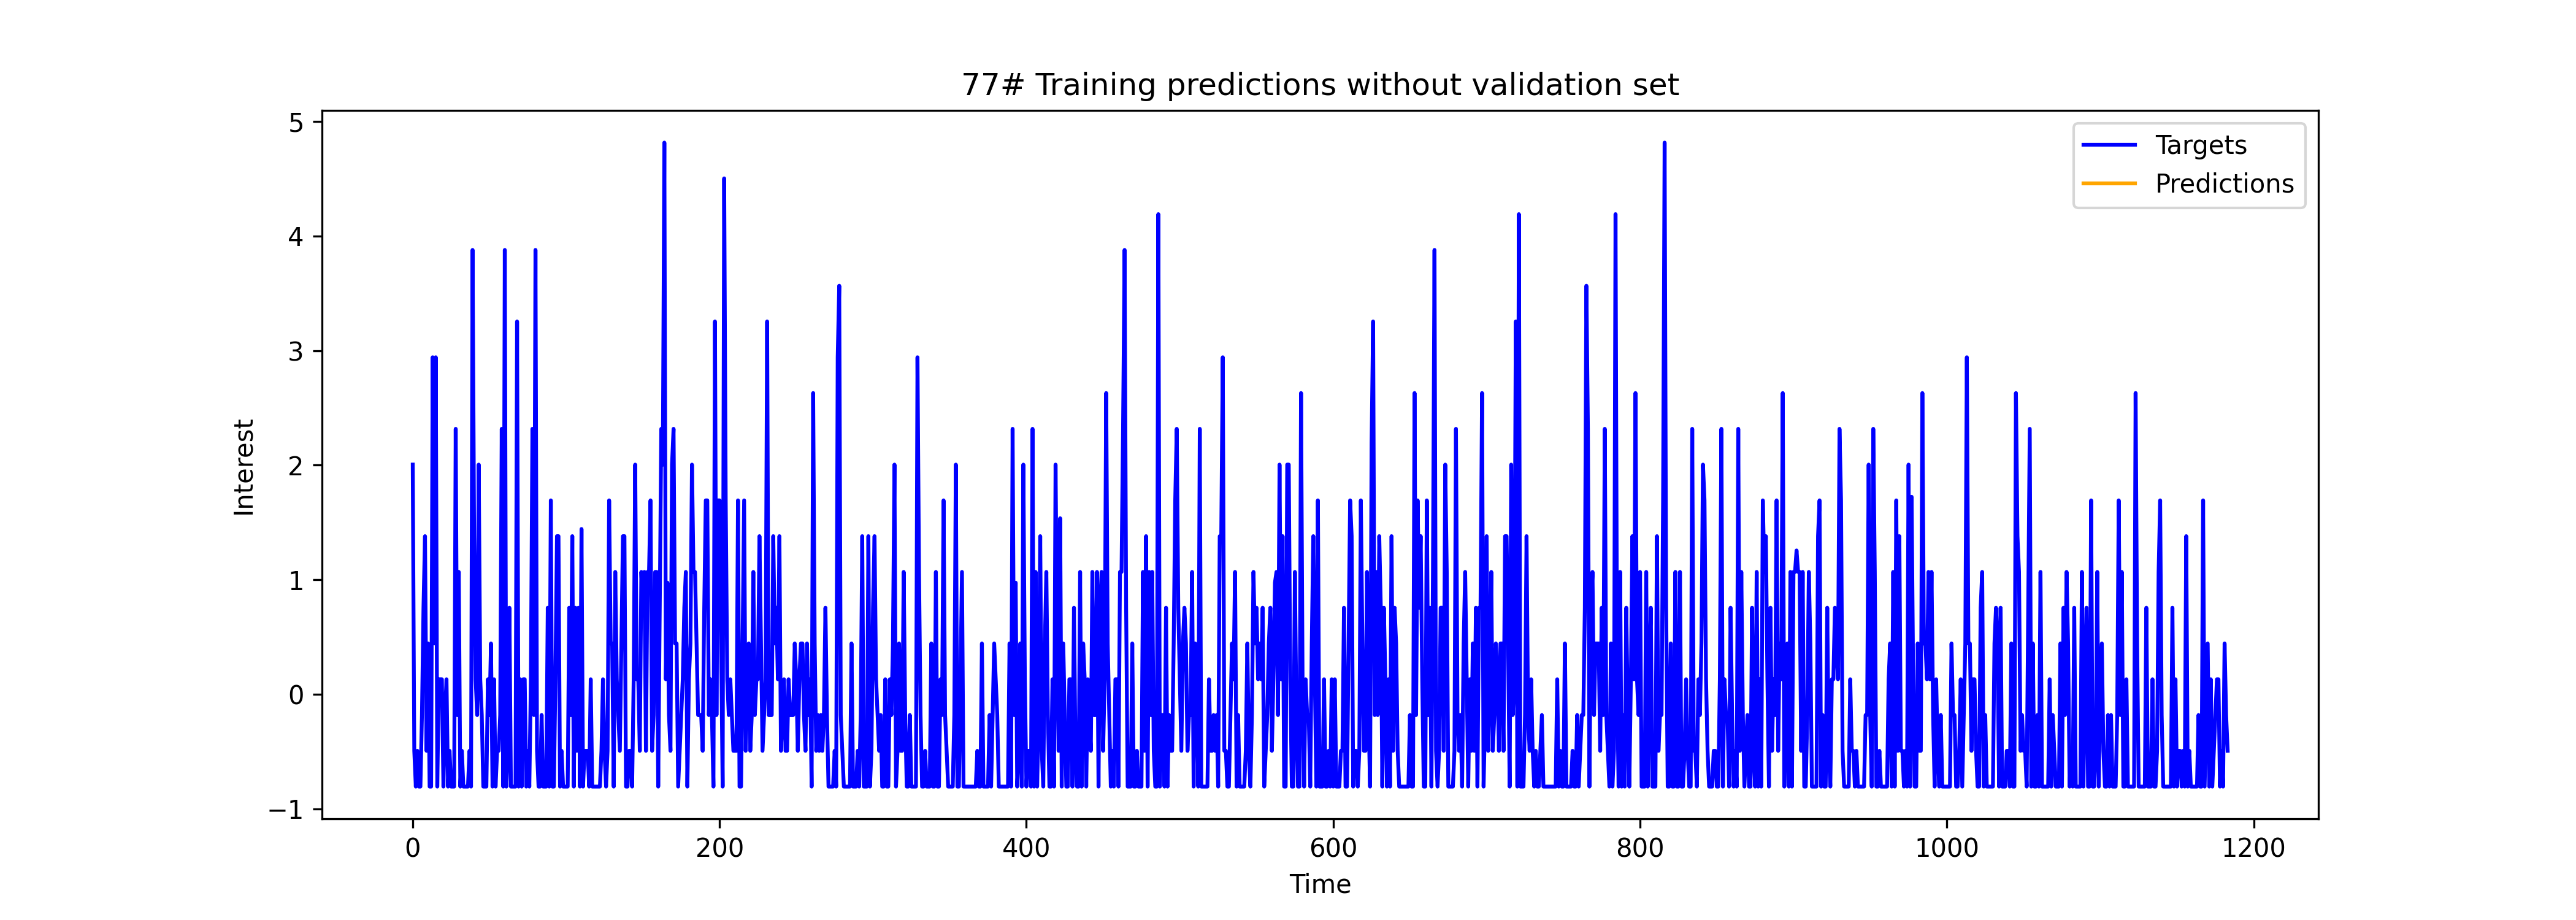 77# Training predictions without validation set
5
4
3
2
1
0
−1
Interest
Targets
Predictions
0 200 400 600 800 1000 1200
Time